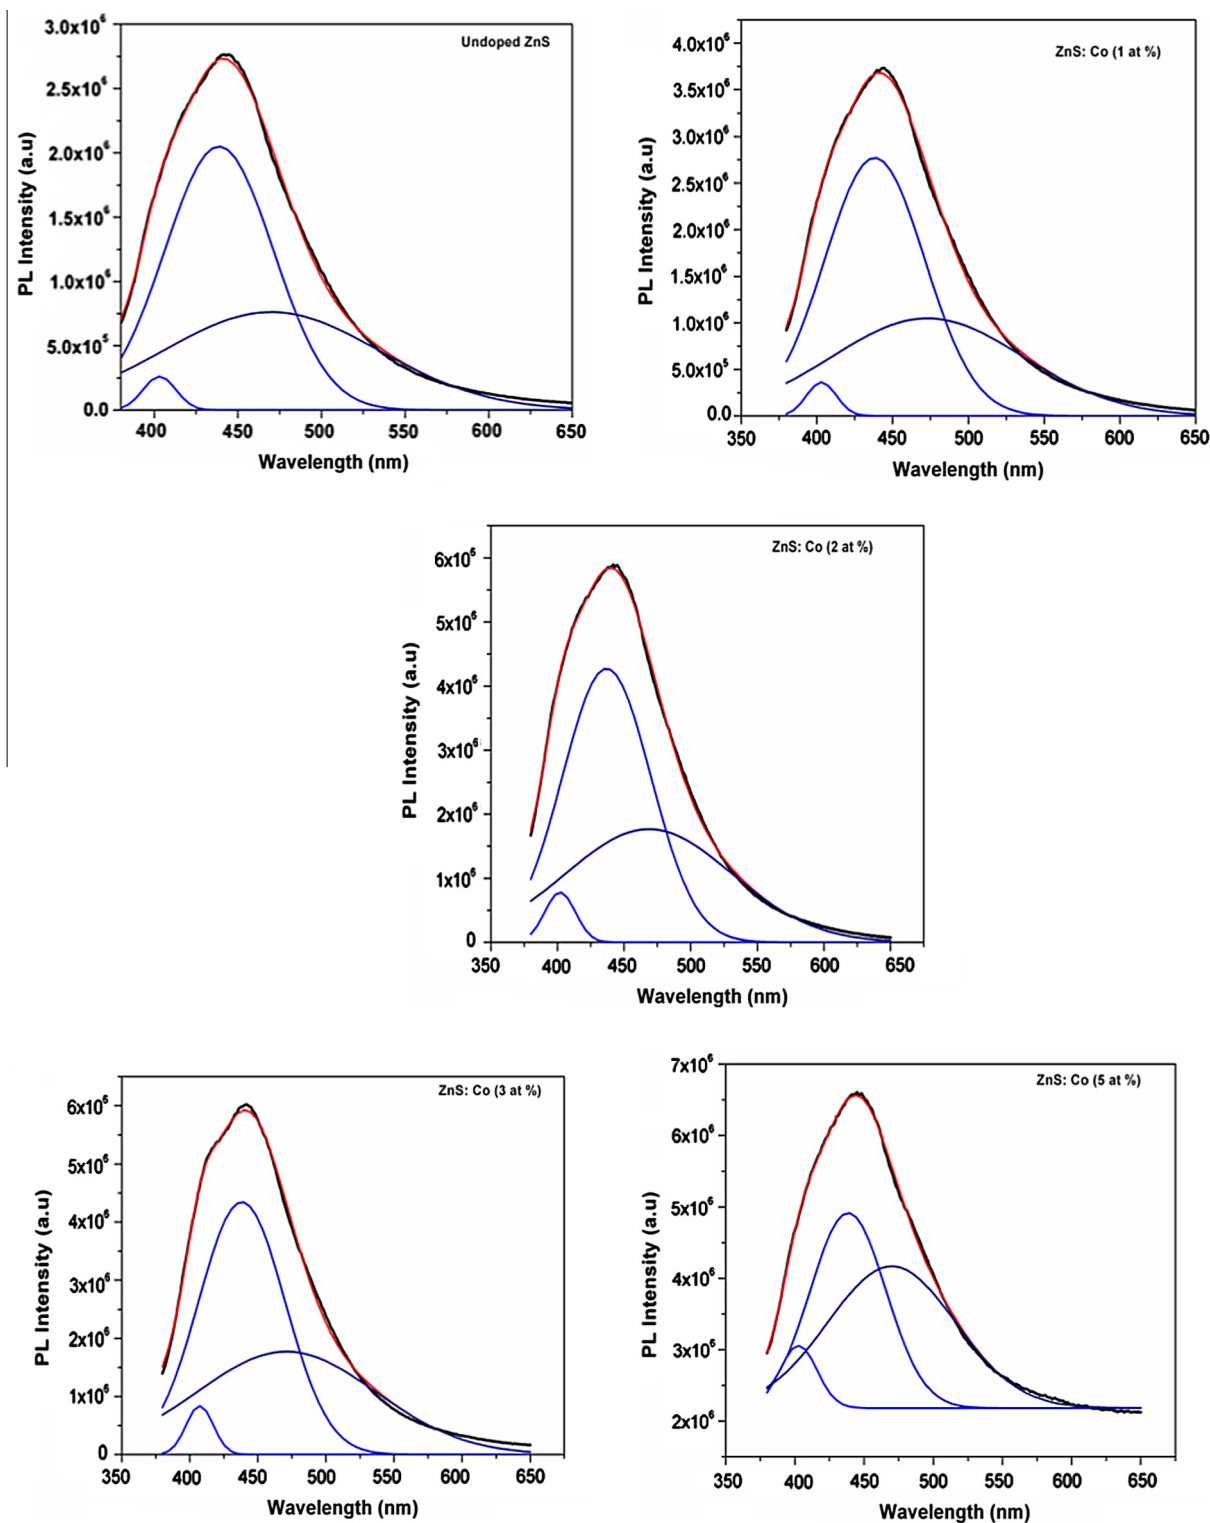 3.0x10⁶
Undoped ZnS
2.5x10⁶
2.0x10⁶
1.5x10⁶
1.0x10⁶
5.0x10⁵
0.0
PL Intensity (a.u)
400 450 500 550 600 650
Wavelength (nm)
4.0x10⁶
ZnS: Co (1 at %)
3.5x10⁶
3.0x10⁶
2.5x10⁶
2.0x10⁶
1.5x10⁶
1.0x10⁶
5.0x10⁵
0.0
PL Intensity (a.u)
350 400 450 500 550 600 650
Wavelength (nm)
ZnS: Co (2 at %)
6x10⁶
5x10⁶
4x10⁶
3x10⁶
2x10⁶
1x10⁶
0
PL Intensity (a.u)
350 400 450 500 550 600 650
Wavelength (nm)
ZnS: Co (3 at %)
6x10⁶
5x10⁶
4x10⁶
3x10⁶
2x10⁶
1x10⁶
0
PL Intensity (a.u)
350 400 450 500 550 600 650
Wavelength (nm)
7x10⁶
ZnS: Co (5 at %)
6x10⁶
5x10⁶
4x10⁶
3x10⁶
2x10⁶
PL Intensity (a.u)
350 400 450 500 550 600 650
Wavelength (nm)